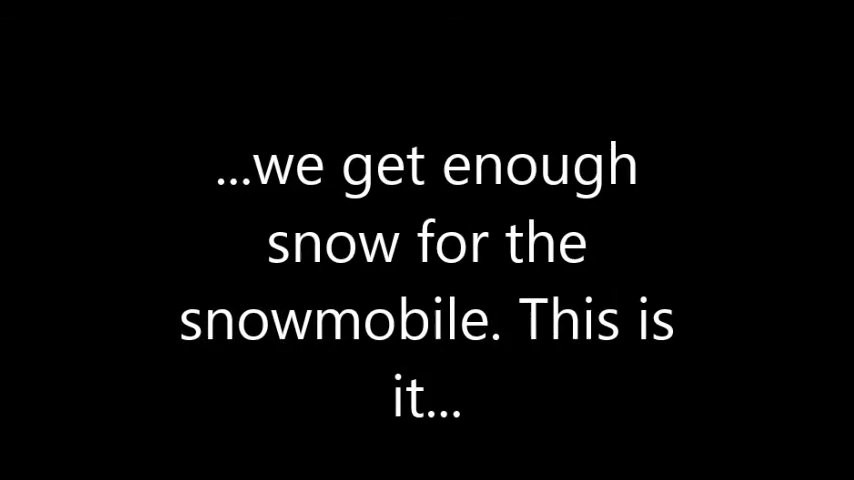 ...we get enough
snow for the
snowmobile. This is
it...